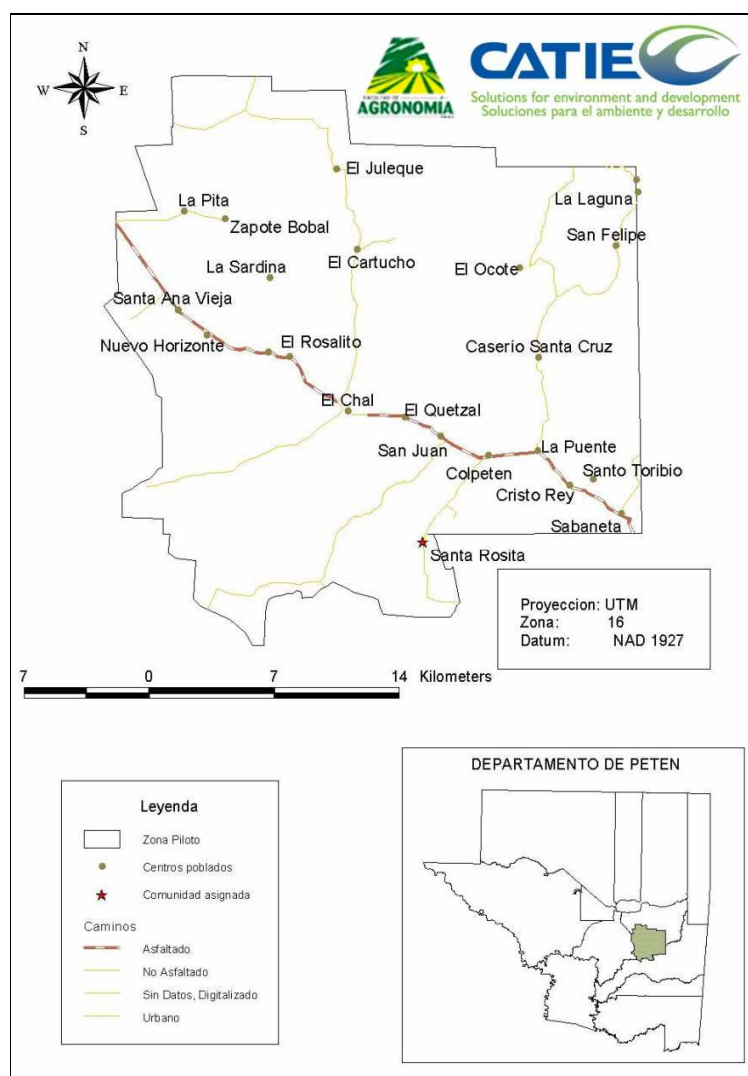 N
W E
S
FACULTAD DE
AGRONOMIA
CATIE
Solutions for environment and development
Soluciones para el ambiente y desarrollo
El Juleque
La Pita
Zapote Bobal
La Laguna
San Felipe
El Cartucho
La Sardina
El Ocote
Santa Ana Vieja
Nuevo Horizonte
El Rosalito
Caserio Santa Cruz
El Chal
El Quetzal
San Juan
La Puente
Colpeten
Santo Toribio
Cristo Rey
Sabaneta
Santa Rosita
Proyeccion: UTM
Zona: 16
Datum: NAD 1927
7 0 7 14 Kilometers
Leyenda
Zona Piloto
Centros poblados
Comunidad asignada
Caminos
Asfaltado
No Asfaltado
Sin Datos, Digitalizado
Urbano
DEPARTAMENTO DE PETEN